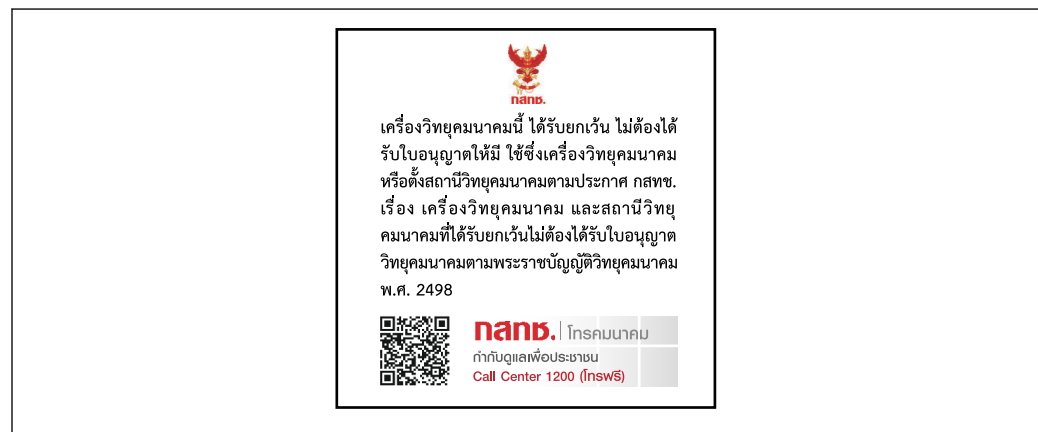 กสทช.
เครื่องวิทยุคมนาคมนี้ ได้รับยกเว้น ไม่ต้องได้
รับใบอนุญาตให้มี ใช้ซึ่งเครื่องวิทยุคมนาคม
หรือตั้งสถานีวิทยุคมนาคมตามประกาศ กสทช.
เรื่อง เครื่องวิทยุคมนาคม และสถานีวิทยุ
คมนาคมที่ได้รับยกเว้นไม่ต้องได้รับใบอนุญาต
วิทยุคมนาคมตามพระราชบัญญัติวิทยุคมนาคม
พ.ศ. 2498
กสทช. | โทรคมนาคม
กำกับดูแลเพื่อประชาชน
Call Center 1200 (โทรฟรี)